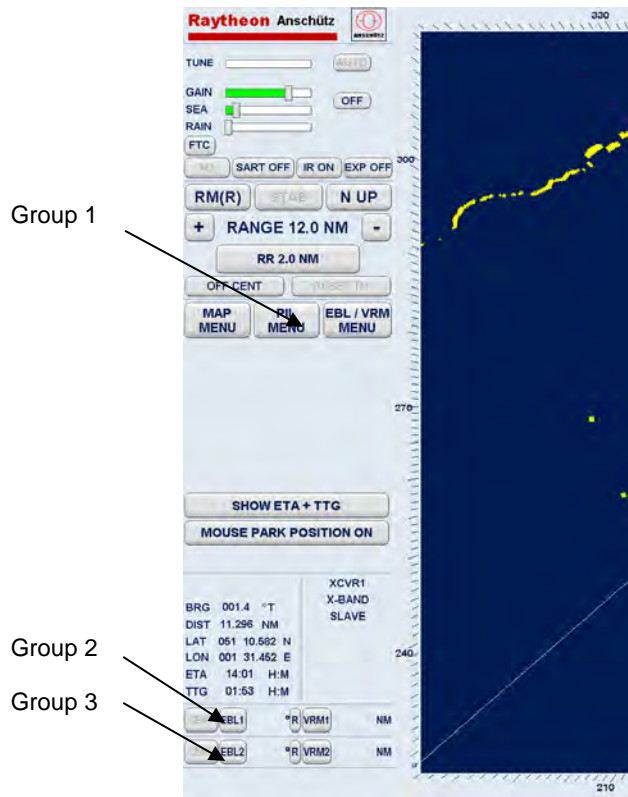 Raytheon Anschütz
ANSCHÜTZ
TUNE AUTO
GAIN
SEA OFF
RAIN
FTC
SART OFF IR ON EXP OFF
RM(R) STAB N UP
+ RANGE 12.0 NM -
RR 2.0 NM
OFF CENT
MAP MENU PIL MENU EBL / VRM MENU
Group 1
SHOW ETA + TTG
MOUSE PARK POSITION ON
XCVR1
X-BAND
SLAVE
BRG 001.4 °T
DIST 11.296 NM
LAT 051 10.582 N
LON 001 31.452 E
ETA 14:01 H:M
TTG 01:53 H:M
Group 2
EBL1 °R VRM1 NM
Group 3
EBL2 °R VRM2 NM
330
300
270
240
210